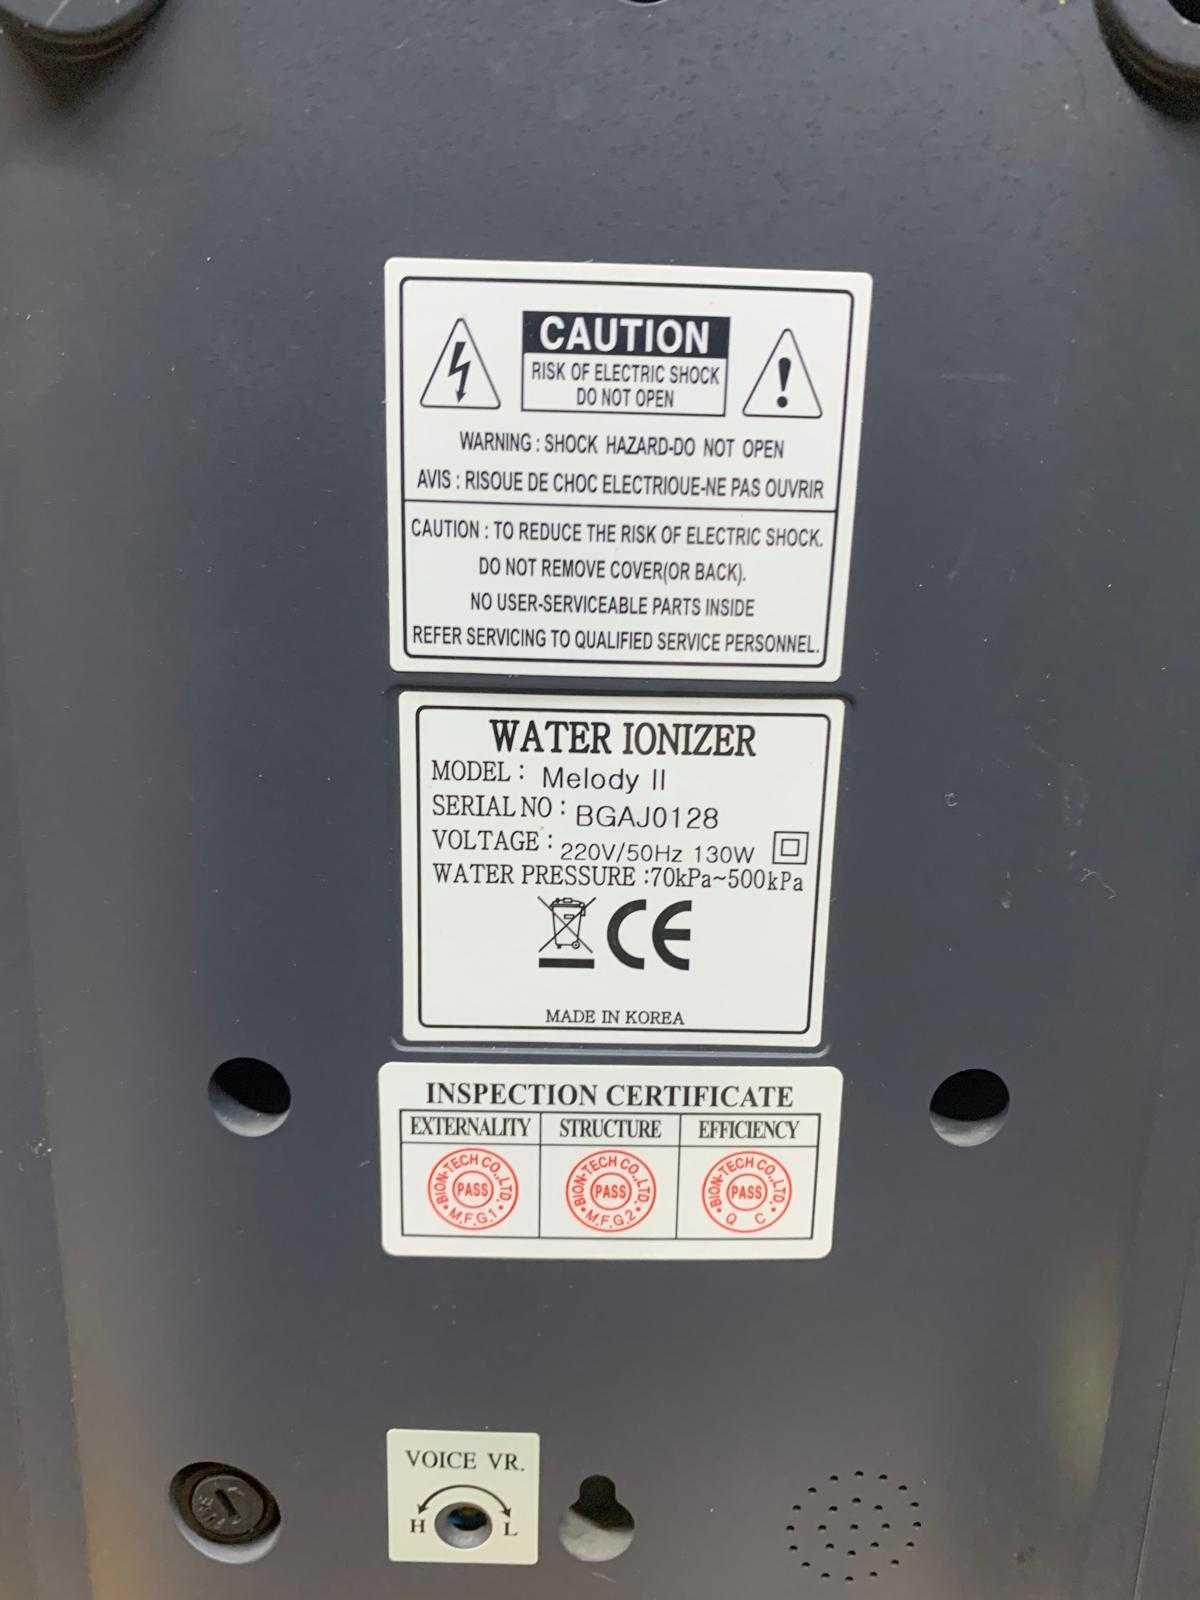 CAUTION
RISK OF ELECTRIC SHOCK
DO NOT OPEN
WARNING : SHOCK HAZARD-DO NOT OPEN
AVIS : RISOUE DE CHOC ELECTRIOUE-NE PAS OUVRIR
CAUTION : TO REDUCE THE RISK OF ELECTRIC SHOCK.
DO NOT REMOVE COVER(OR BACK).
NO USER-SERVICEABLE PARTS INSIDE
REFER SERVICING TO QUALIFIED SERVICE PERSONNEL.
WATER IONIZER
MODEL : Melody II
SERIAL NO : BGAJ0128
VOLTAGE : 220V/50Hz 130W
WATER PRESSURE :70kPa~500kPa
CE
MADE IN KOREA
INSPECTION CERTIFICATE
EXTERNALITY STRUCTURE EFFICIENCY
BION-TECH CO.,LTD. PASS M.F.G.1
BION-TECH CO.,LTD. PASS M.F.G.2
BION-TECH CO.,LTD. PASS Q C
VOICE VR.
H L